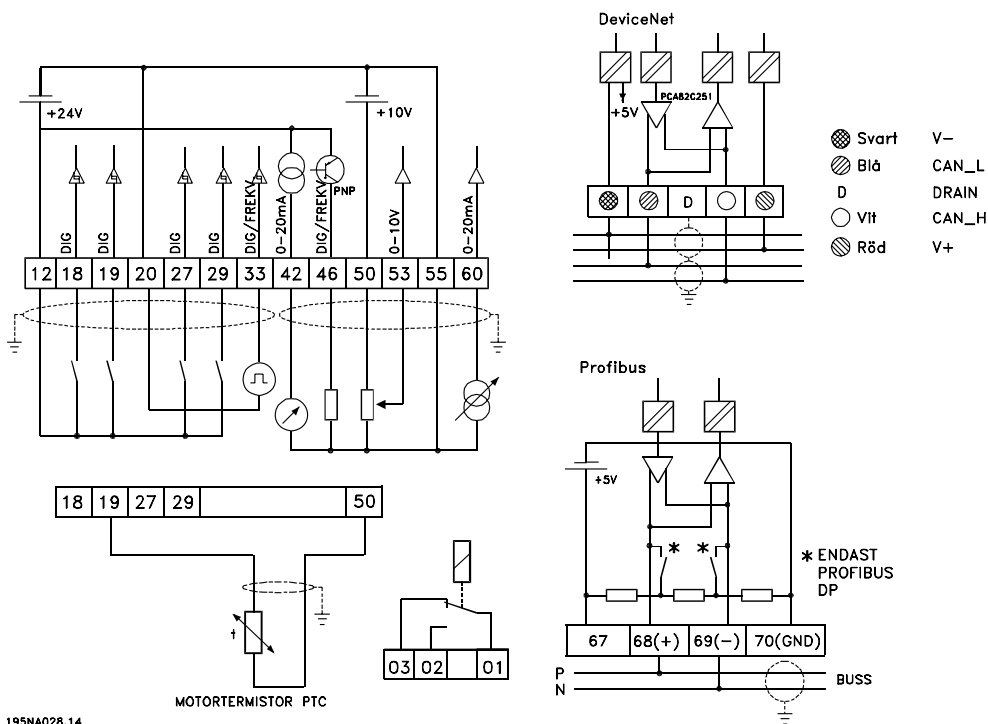 DeviceNet
+24V
+10V
+5V
PCA82C251
PNP
DIG
DIG
DIG
DIG
DIG/FREKV.
0-20mA
DIG/FREKV.
0-10V
0-20mA
12 18 19 20 27 29 33 42 46 50 53 55 60
D
Svart V-
Blå CAN_L
D DRAIN
Vit CAN_H
Röd V+
Profibus
+5V
* *
* ENDAST
PROFIBUS
DP
67 68(+) 69(-) 70(GND)
P
N
BUSS
18 19 27 29 50
t
MOTORTERMISTOR PTC
03 02 01
195NA028.14